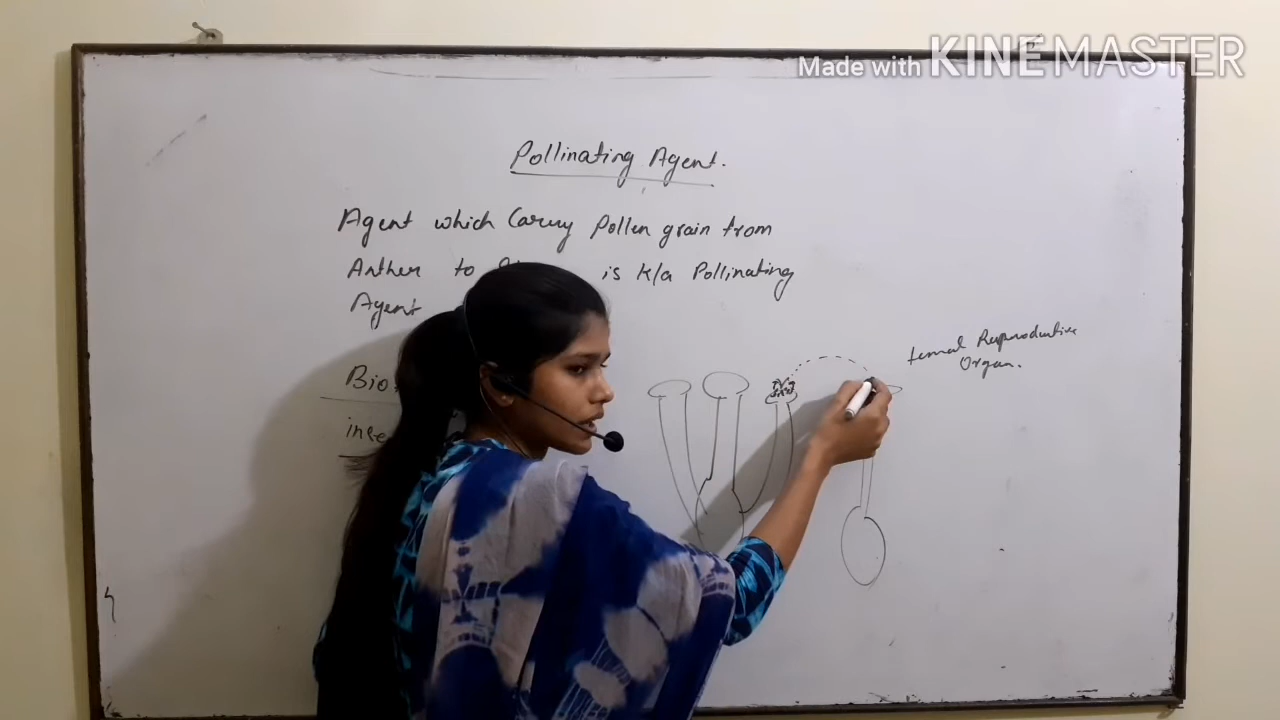 Made with KINEMASTER
Pollinating Agent.
Agent which Carry Pollen grain from
Anther to is k/a Pollinating
Agent
Femal Reproductive
Organ.
Bio
inse